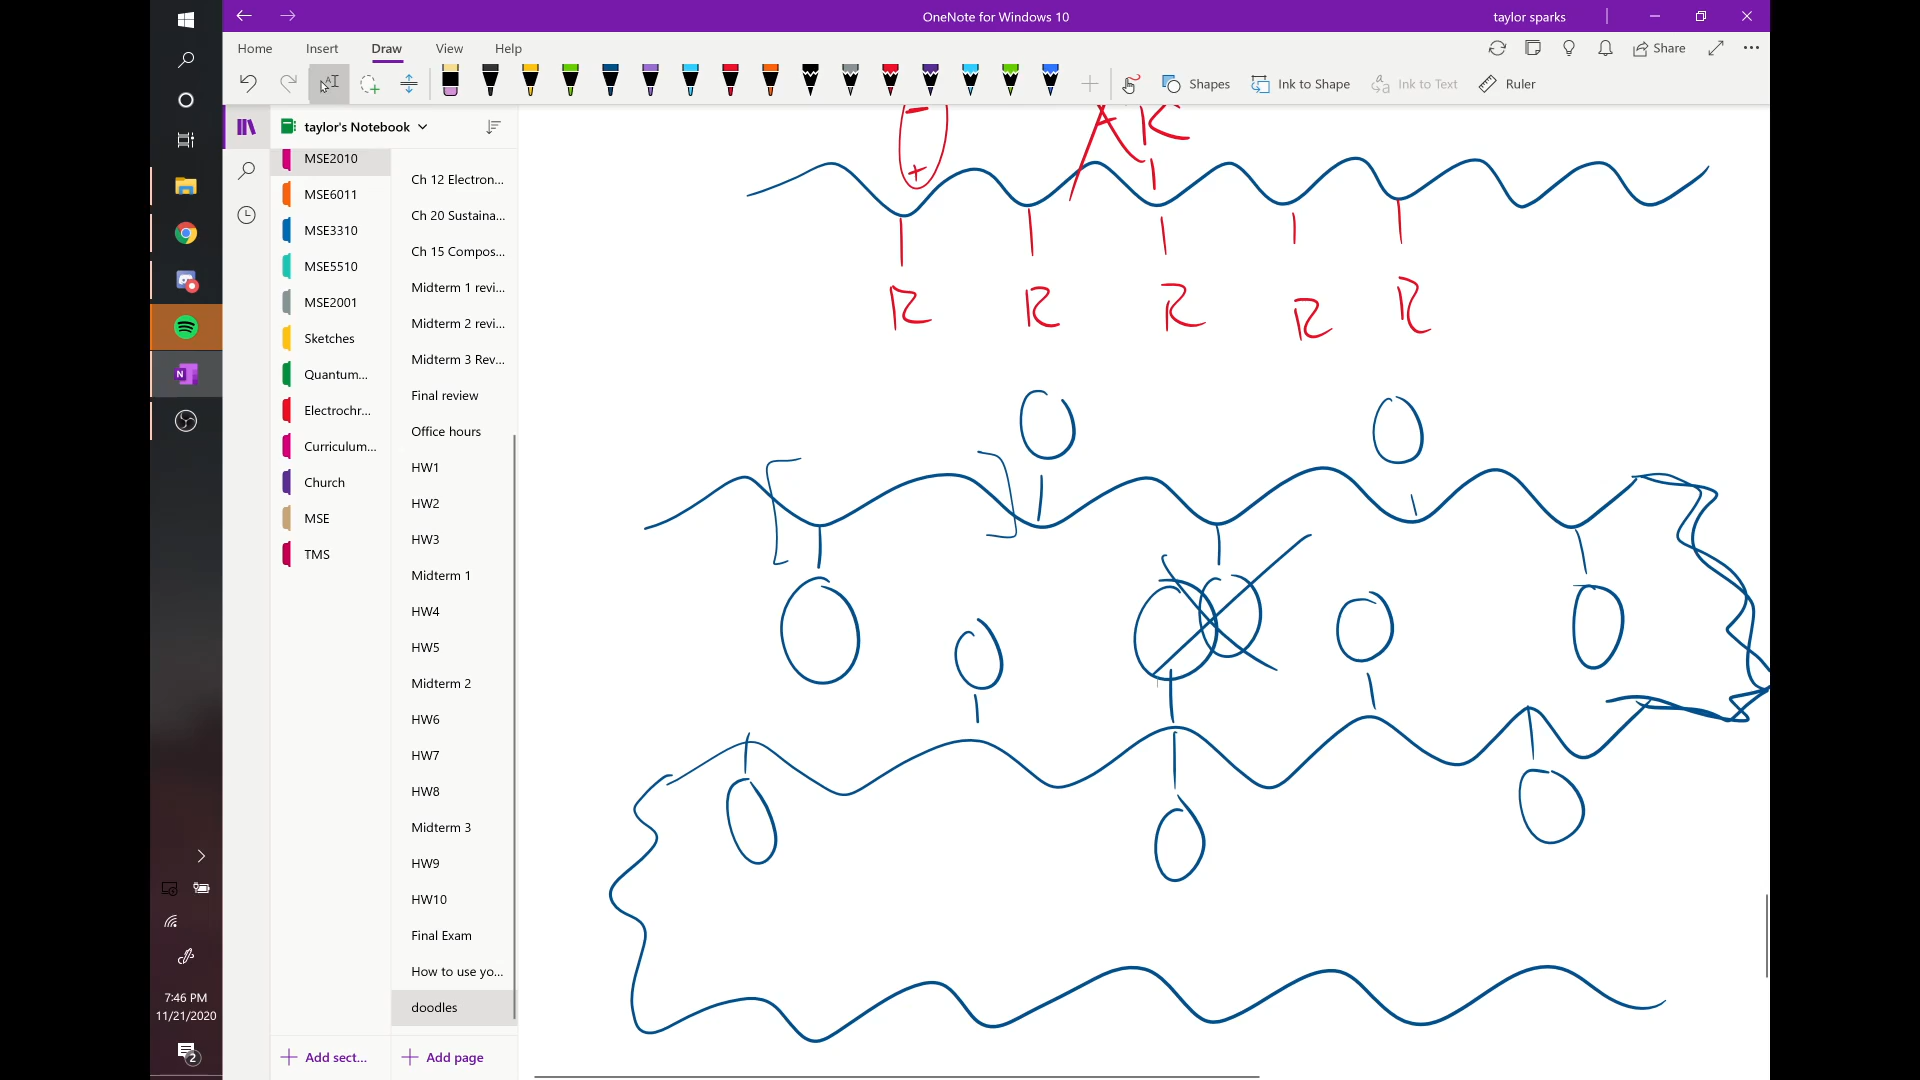 OneNote for Windows 10
taylor sparks
Home Insert Draw View Help
Share
Shapes
Ink to Shape
Ink to Text
Ruler
taylor's Notebook
MSE2010
MSE6011
MSE3310
MSE5510
MSE2001
Sketches
Quantum...
Electrochr...
Curriculum...
Church
MSE
TMS
Add sect...
Ch 12 Electron...
Ch 20 Sustaina...
Ch 15 Compos...
Midterm 1 revi...
Midterm 2 revi...
Midterm 3 Rev...
Final review
Office hours
HW1
HW2
HW3
Midterm 1
HW4
HW5
Midterm 2
HW6
HW7
HW8
Midterm 3
HW9
HW10
Final Exam
How to use yo...
doodles
Add page
- 
+
R R R R R
7:46 PM
11/21/2020
2